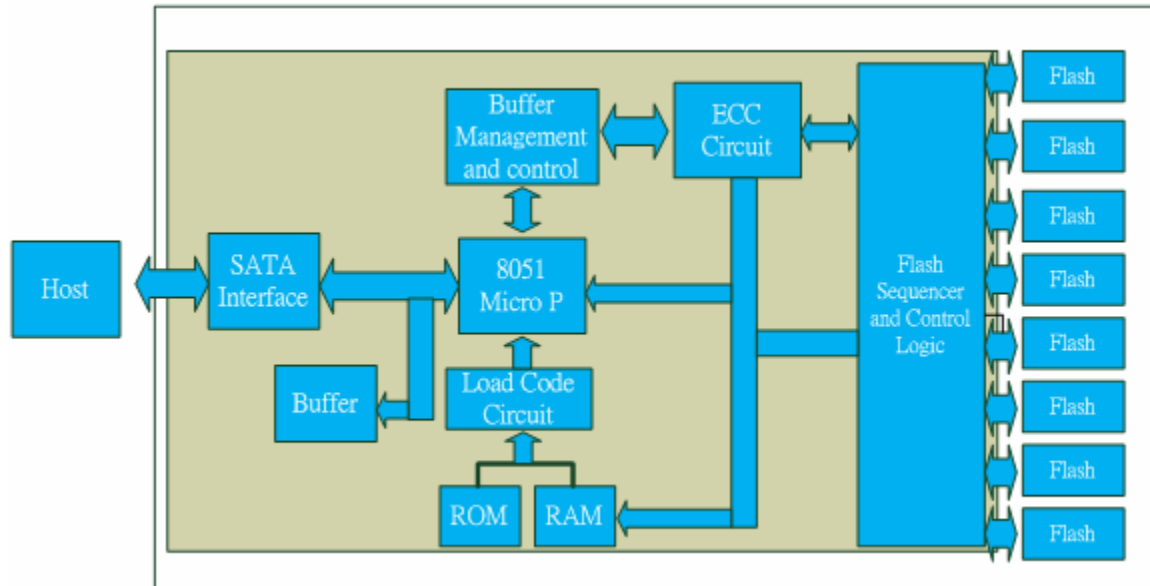 Buffer
Management
and control
ECC
Circuit
Flash
Flash
Flash
Flash
Flash
Flash
Flash
Flash
Host
SATA
Interface
8051
Micro P
Flash
Sequencer
and Control
Logic
Buffer
Load Code
Circuit
ROM
RAM